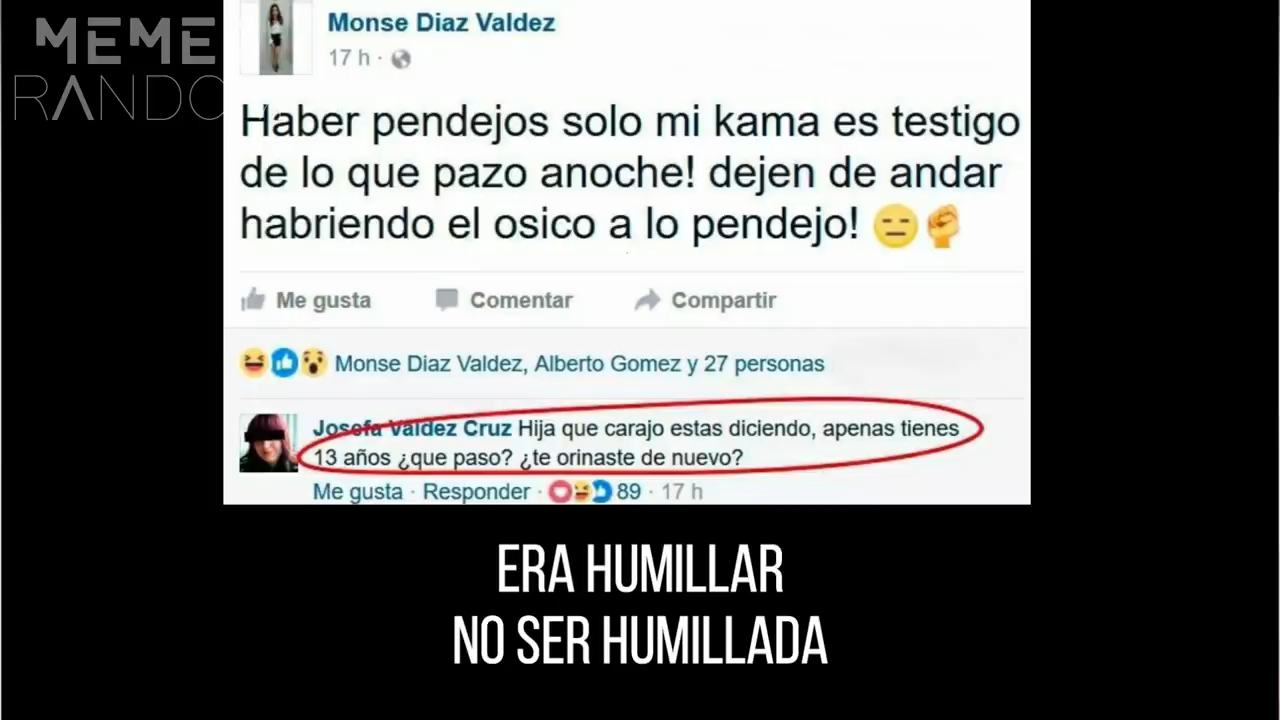 MEME
RANDO
Monse Diaz Valdez
17 h ·
Haber pendejos solo mi kama es testigo
de lo que pazo anoche! dejen de andar
habriendo el osico a lo pendejo! 😑✊
Me gusta Comentar Compartir
Monse Diaz Valdez, Alberto Gomez y 27 personas
Josefa Valdez Cruz Hija que carajo estas diciendo, apenas tienes
13 años ¿que paso? ¿te orinaste de nuevo?
Me gusta · Responder · 89 · 17 h
ERA HUMILLAR
NO SER HUMILLADA